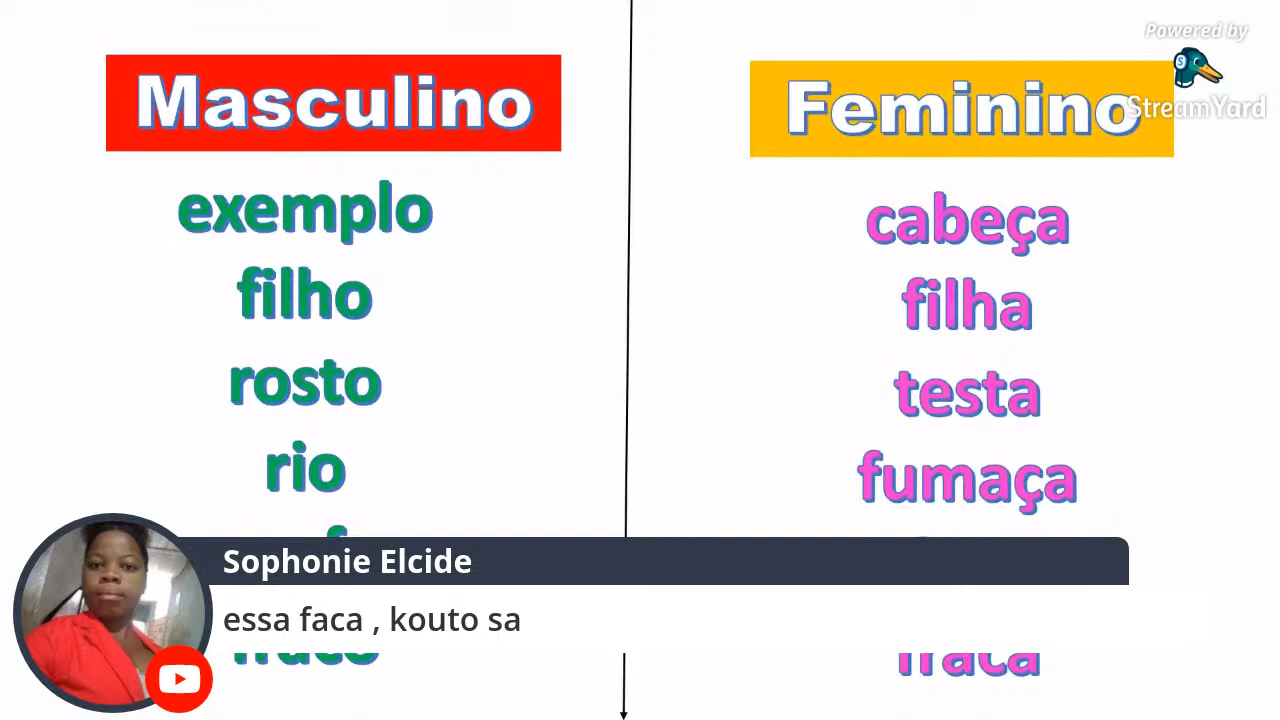 Powered by
StreamYard
Masculino
Feminino
exemplo
cabeça
filho
filha
rosto
testa
rio
fumaça
Sophonie Elcide
essa faca , kouto sa
fraca